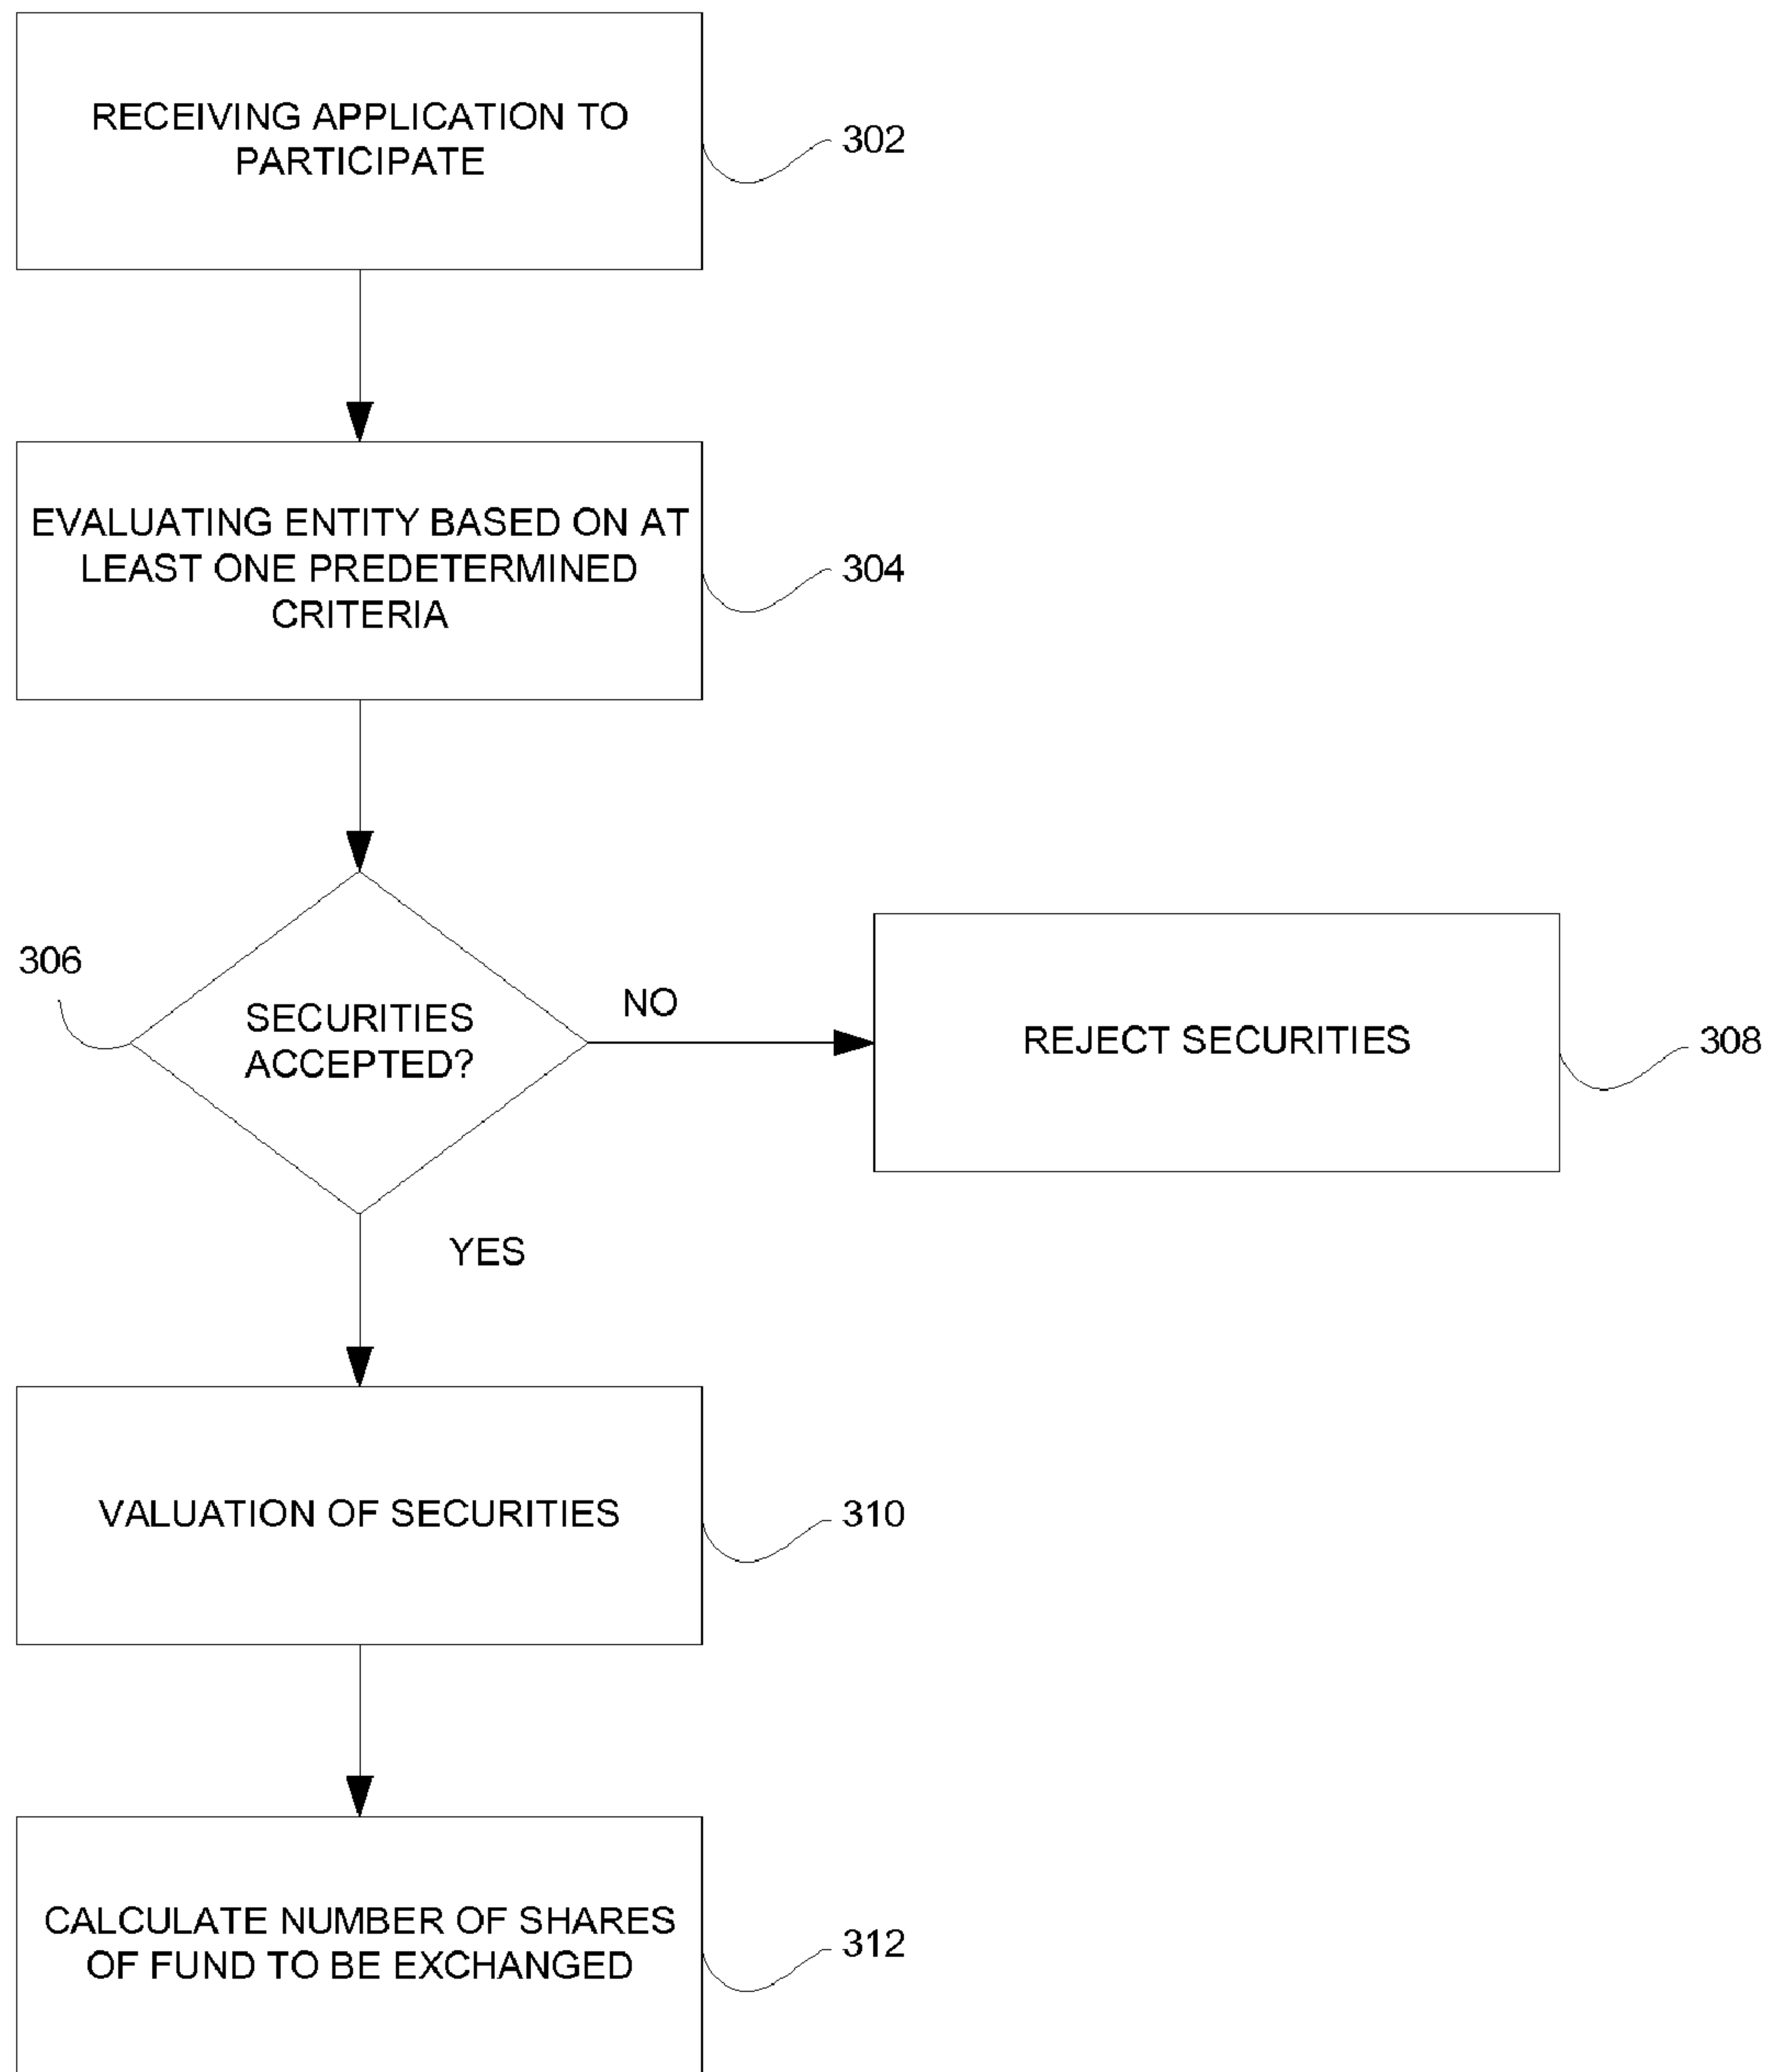 RECEIVING APPLICATION TO
PARTICIPATE
302
EVALUATING ENTITY BASED ON AT
LEAST ONE PREDETERMINED
CRITERIA
304
306
SECURITIES
ACCEPTED?
NO
REJECT SECURITIES
308
YES
VALUATION OF SECURITIES
310
CALCULATE NUMBER OF SHARES
OF FUND TO BE EXCHANGED
312